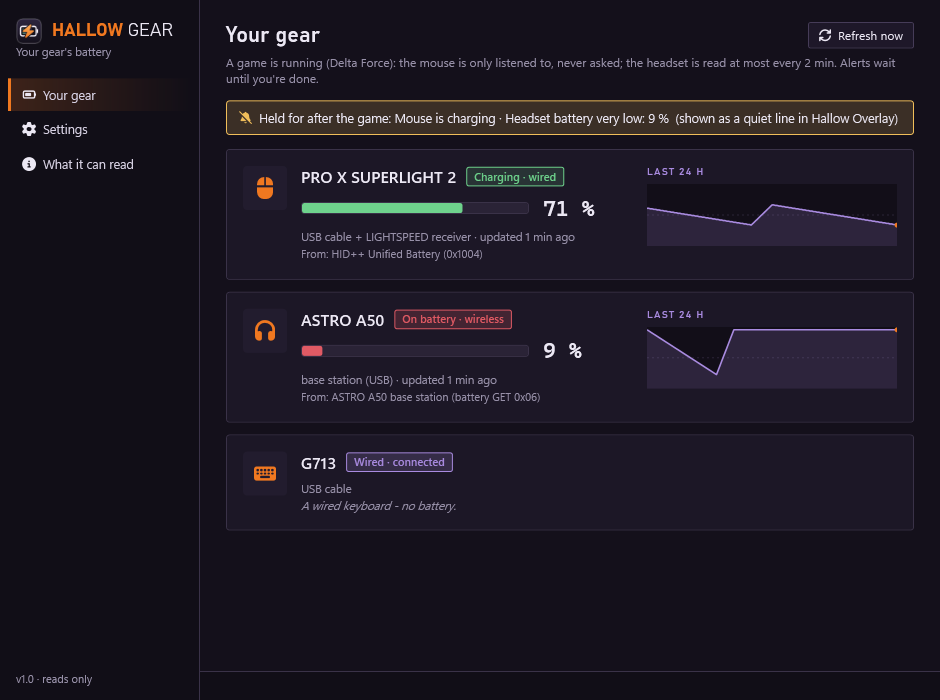 HALLOW GEAR
Your gear's battery
Your gear
Settings
What it can read
v1.0 · reads only
Your gear
Refresh now
A game is running (Delta Force): the mouse is only listened to, never asked; the headset is read at most every 2 min. Alerts wait
until you're done.
Held for after the game: Mouse is charging · Headset battery very low: 9 % (shown as a quiet line in Hallow Overlay)
PRO X SUPERLIGHT 2
Charging · wired
71 %
USB cable + LIGHTSPEED receiver · updated 1 min ago
From: HID++ Unified Battery (0x1004)
LAST 24 H
ASTRO A50
On battery · wireless
9 %
base station (USB) · updated 1 min ago
From: ASTRO A50 base station (battery GET 0x06)
LAST 24 H
G713
Wired · connected
USB cable
A wired keyboard - no battery.